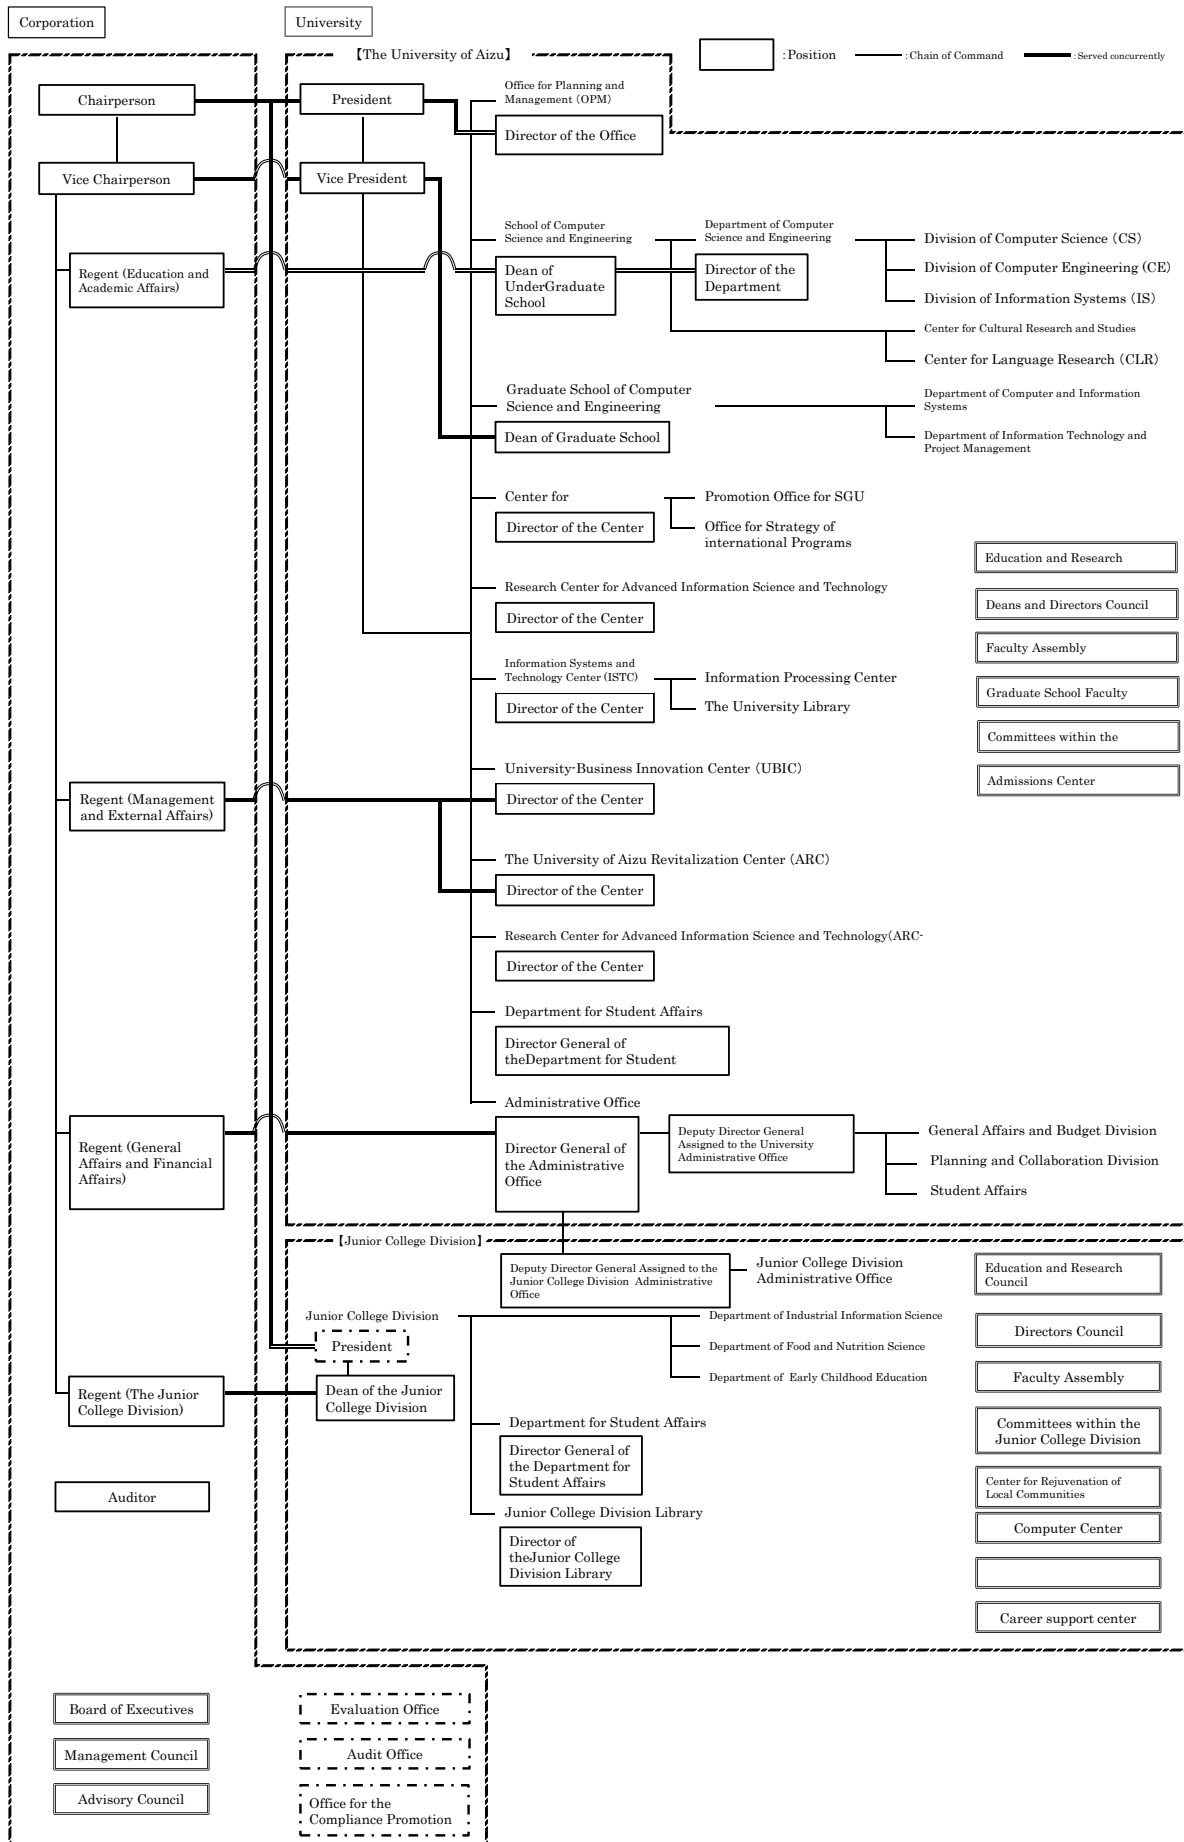 Corporation
University
【The University of Aizu】
:Position
:Chain of Command
:Served concurrently
Chairperson
President
Office for Planning and
Management (OPM)
Director of the Office
Vice Chairperson
Vice President
School of Computer
Science and Engineering
Department of Computer
Science and Engineering
Division of Computer Science (CS)
Regent (Education and
Academic Affairs)
Dean of
UnderGraduate
School
Director of the
Department
Division of Computer Engineering (CE)
Division of Information Systems (IS)
Center for Cultural Research and Studies
Center for Language Research (CLR)
Graduate School of Computer
Science and Engineering
Department of Computer and Information
Systems
Dean of Graduate School
Department of Information Technology and
Project Management
Center for
Promotion Office for SGU
Director of the Center
Office for Strategy of
international Programs
Education and Research
Research Center for Advanced Information Science and Technology
Deans and Directors Council
Director of the Center
Faculty Assembly
Information Systems and
Technology Center (ISTC)
Information Processing Center
Graduate School Faculty
Director of the Center
The University Library
Committees within the
University-Business Innovation Center (UBIC)
Admissions Center
Regent (Management
and External Affairs)
Director of the Center
The University of Aizu Revitalization Center (ARC)
Director of the Center
Research Center for Advanced Information Science and Technology(ARC-
Director of the Center
Department for Student Affairs
Director General of
theDepartment for Student
Administrative Office
Regent (General
Affairs and Financial
Affairs)
Director General of
the Administrative
Office
Deputy Director General
Assigned to the University
Administrative Office
General Affairs and Budget Division
Planning and Collaboration Division
Student Affairs
【Junior College Division】
Deputy Director General Assigned to the
Junior College Division Administrative
Office
Junior College Division
Administrative Office
Education and Research
Council
Junior College Division
Department of Industrial Information Science
Directors Council
President
Department of Food and Nutrition Science
Department of Early Childhood Education
Faculty Assembly
Regent (The Junior
College Division)
Dean of the Junior
College Division
Department for Student Affairs
Committees within the
Junior College Division
Director General of
the Department for
Student Affairs
Center for Rejuvenation of
Local Communities
Auditor
Junior College Division Library
Computer Center
Director of
theJunior College
Division Library
Career support center
Board of Executives
Evaluation Office
Management Council
Audit Office
Advisory Council
Office for the
Compliance Promotion